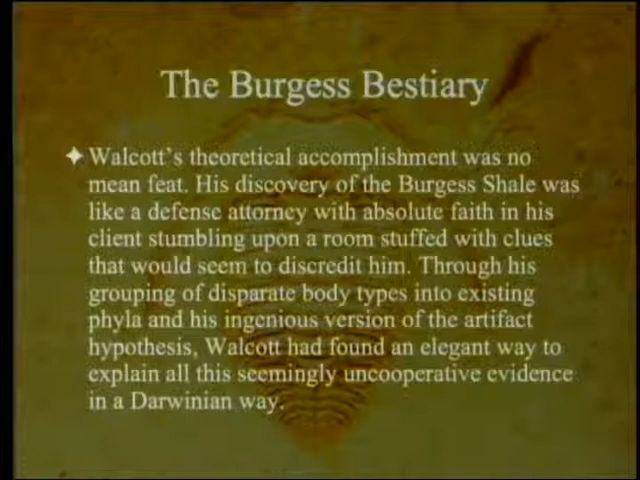 The Burgess Bestiary
Walcott's theoretical accomplishment was no
mean feat. His discovery of the Burgess Shale was
like a defense attorney with absolute faith in his
client stumbling upon a room stuffed with clues
that would seem to discredit him. Through his
grouping of disparate body types into existing
phyla and his ingenious version of the artifact
hypothesis, Walcott had found an elegant way to
explain all this seemingly uncooperative evidence
in a Darwinian way.